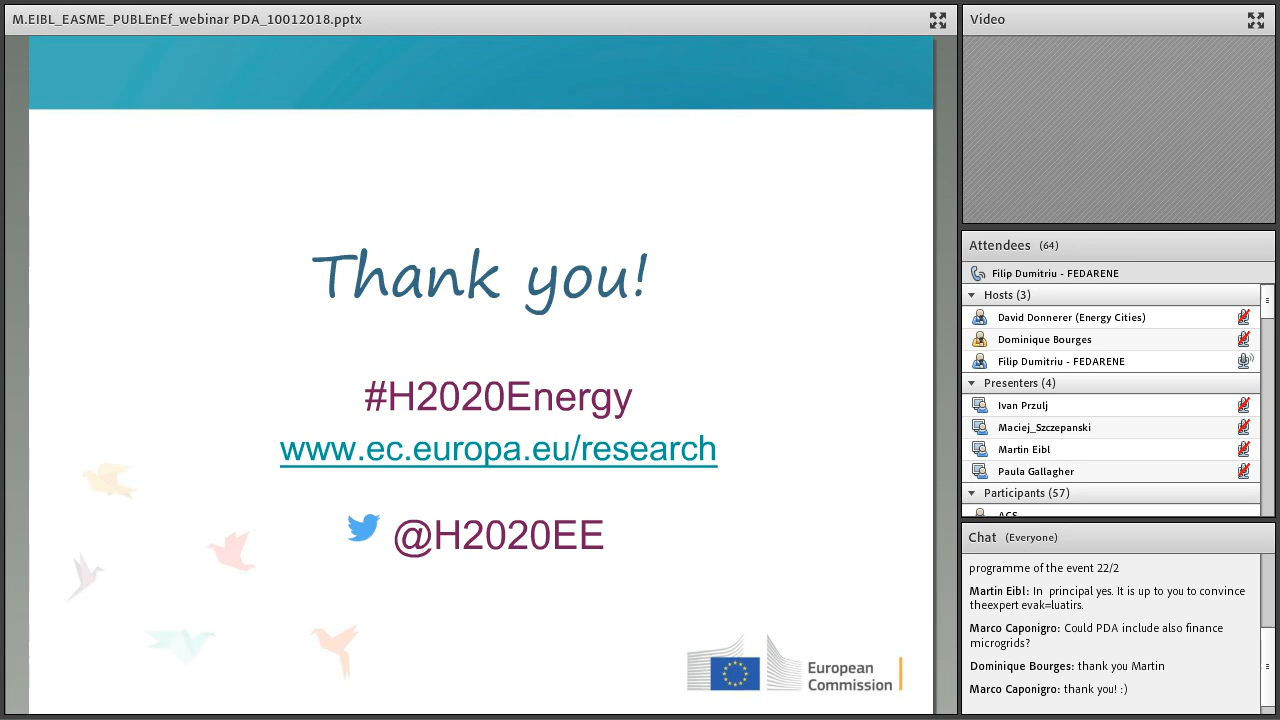 M.EIBL_EASME_PUBLEnEf_webinar PDA_10012018.pptx
Thank you!
#H2020Energy
www.ec.europa.eu/research
@H2020EE
European
Commission
Video
Attendees (64)
Filip Dumitriu - FEDARENE
Hosts (3)
David Donnerer (Energy Cities)
Dominique Bourges
Filip Dumitriu - FEDARENE
Presenters (4)
Ivan Przulj
Maciej_Szczepanski
Martin Eibl
Paula Gallagher
Participants (57)
ACS
Chat (Everyone)
programme of the event 22/2
Martin Eibl: In principal yes. It is up to you to convince
theexpert evak=luatirs.
Marco Caponigro: Could PDA include also finance
microgrids?
Dominique Bourges: thank you Martin
Marco Caponigro: thank you! :)